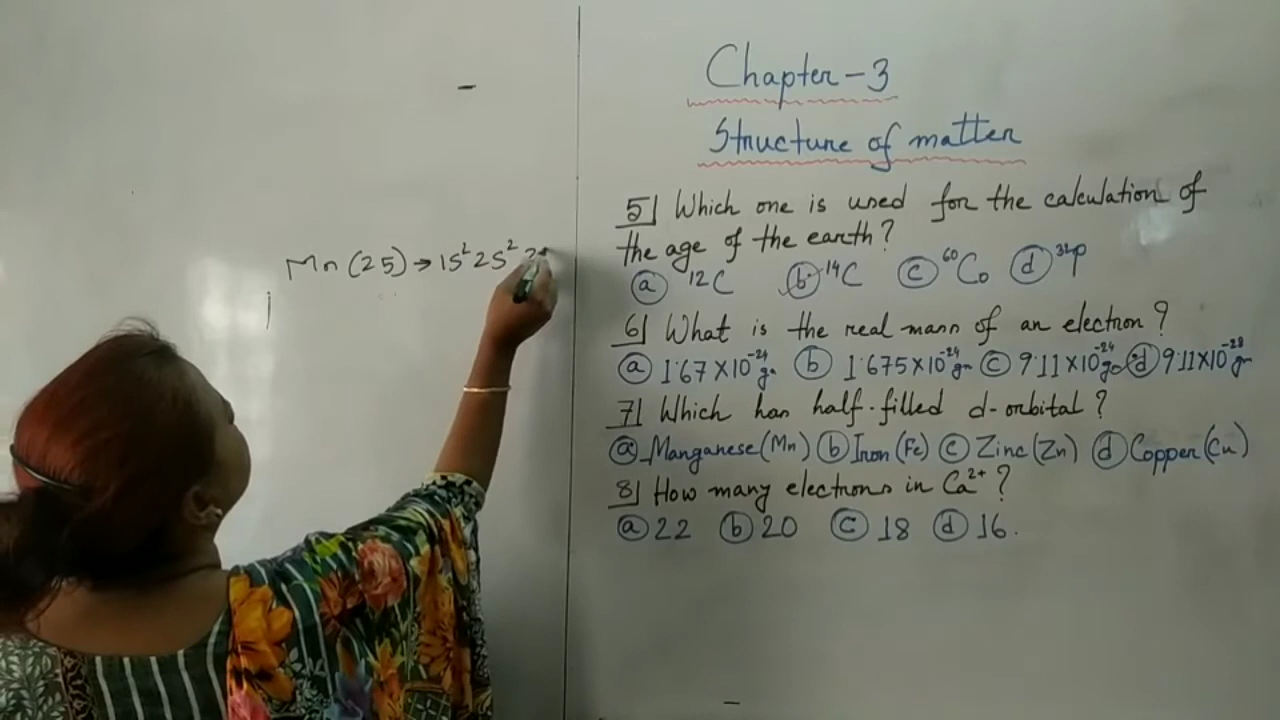 Mn (25) → 1s² 2s²
Chapter - 3
Structure of matter
5| Which one is used for the calculation of
the age of the earth?
ⓐ ¹²C ⓑ ¹⁴C ⓒ ⁶⁰Co ⓓ ³²P
6| What is the real mass of an electron?
ⓐ 1.67 × 10⁻²⁴ gm ⓑ 1.675 × 10⁻²⁴ gm ⓒ 9.11 × 10⁻²⁴ gm ⓓ 9.11 × 10⁻²⁸ gm
7| Which has half-filled d-orbital?
ⓐ Manganese (Mn) ⓑ Iron (Fe) ⓒ Zinc (Zn) ⓓ Copper (Cu)
8| How many electrons in Ca²⁺?
ⓐ 22 ⓑ 20 ⓒ 18 ⓓ 16.